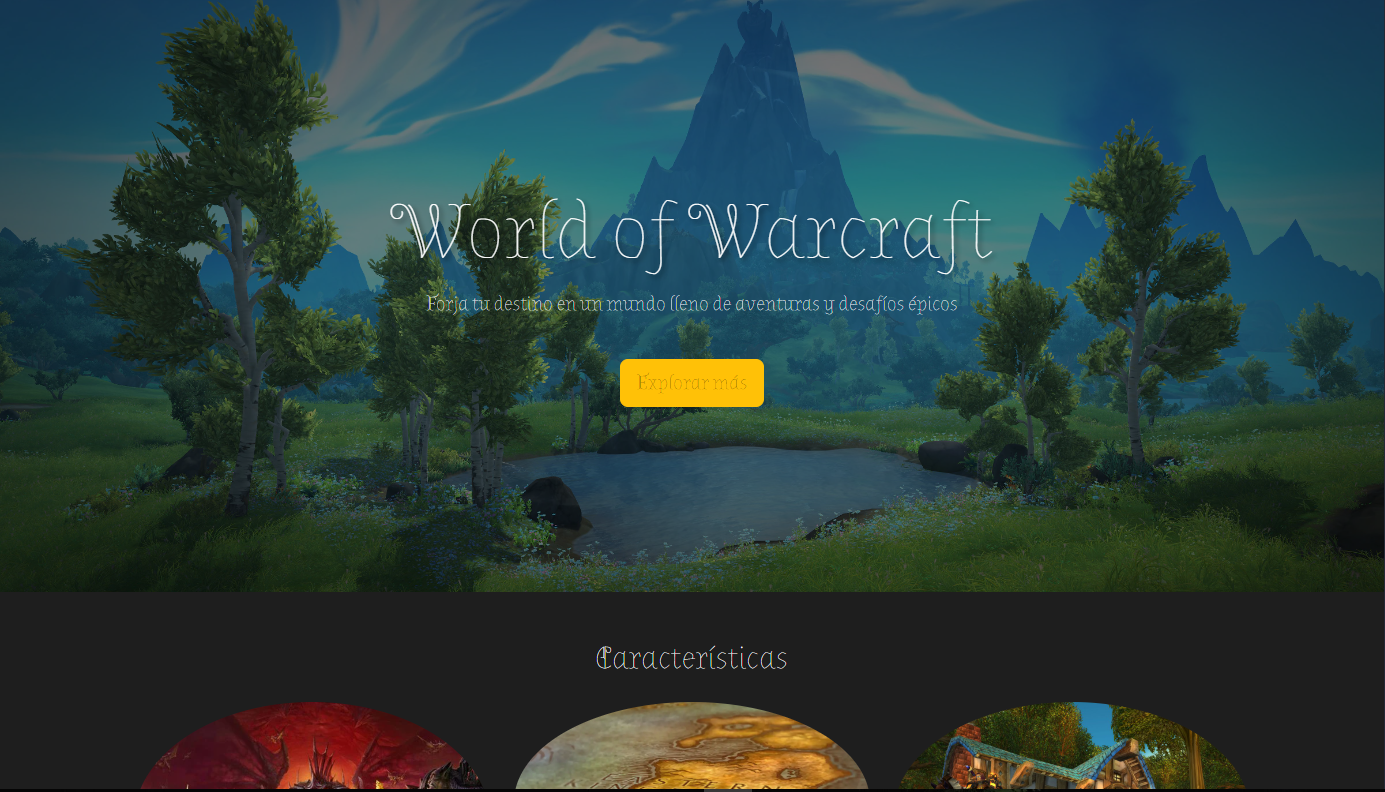 World of Warcraft
Forja tu destino en un mundo lleno de aventuras y desafíos épicos
Explorar más
Características